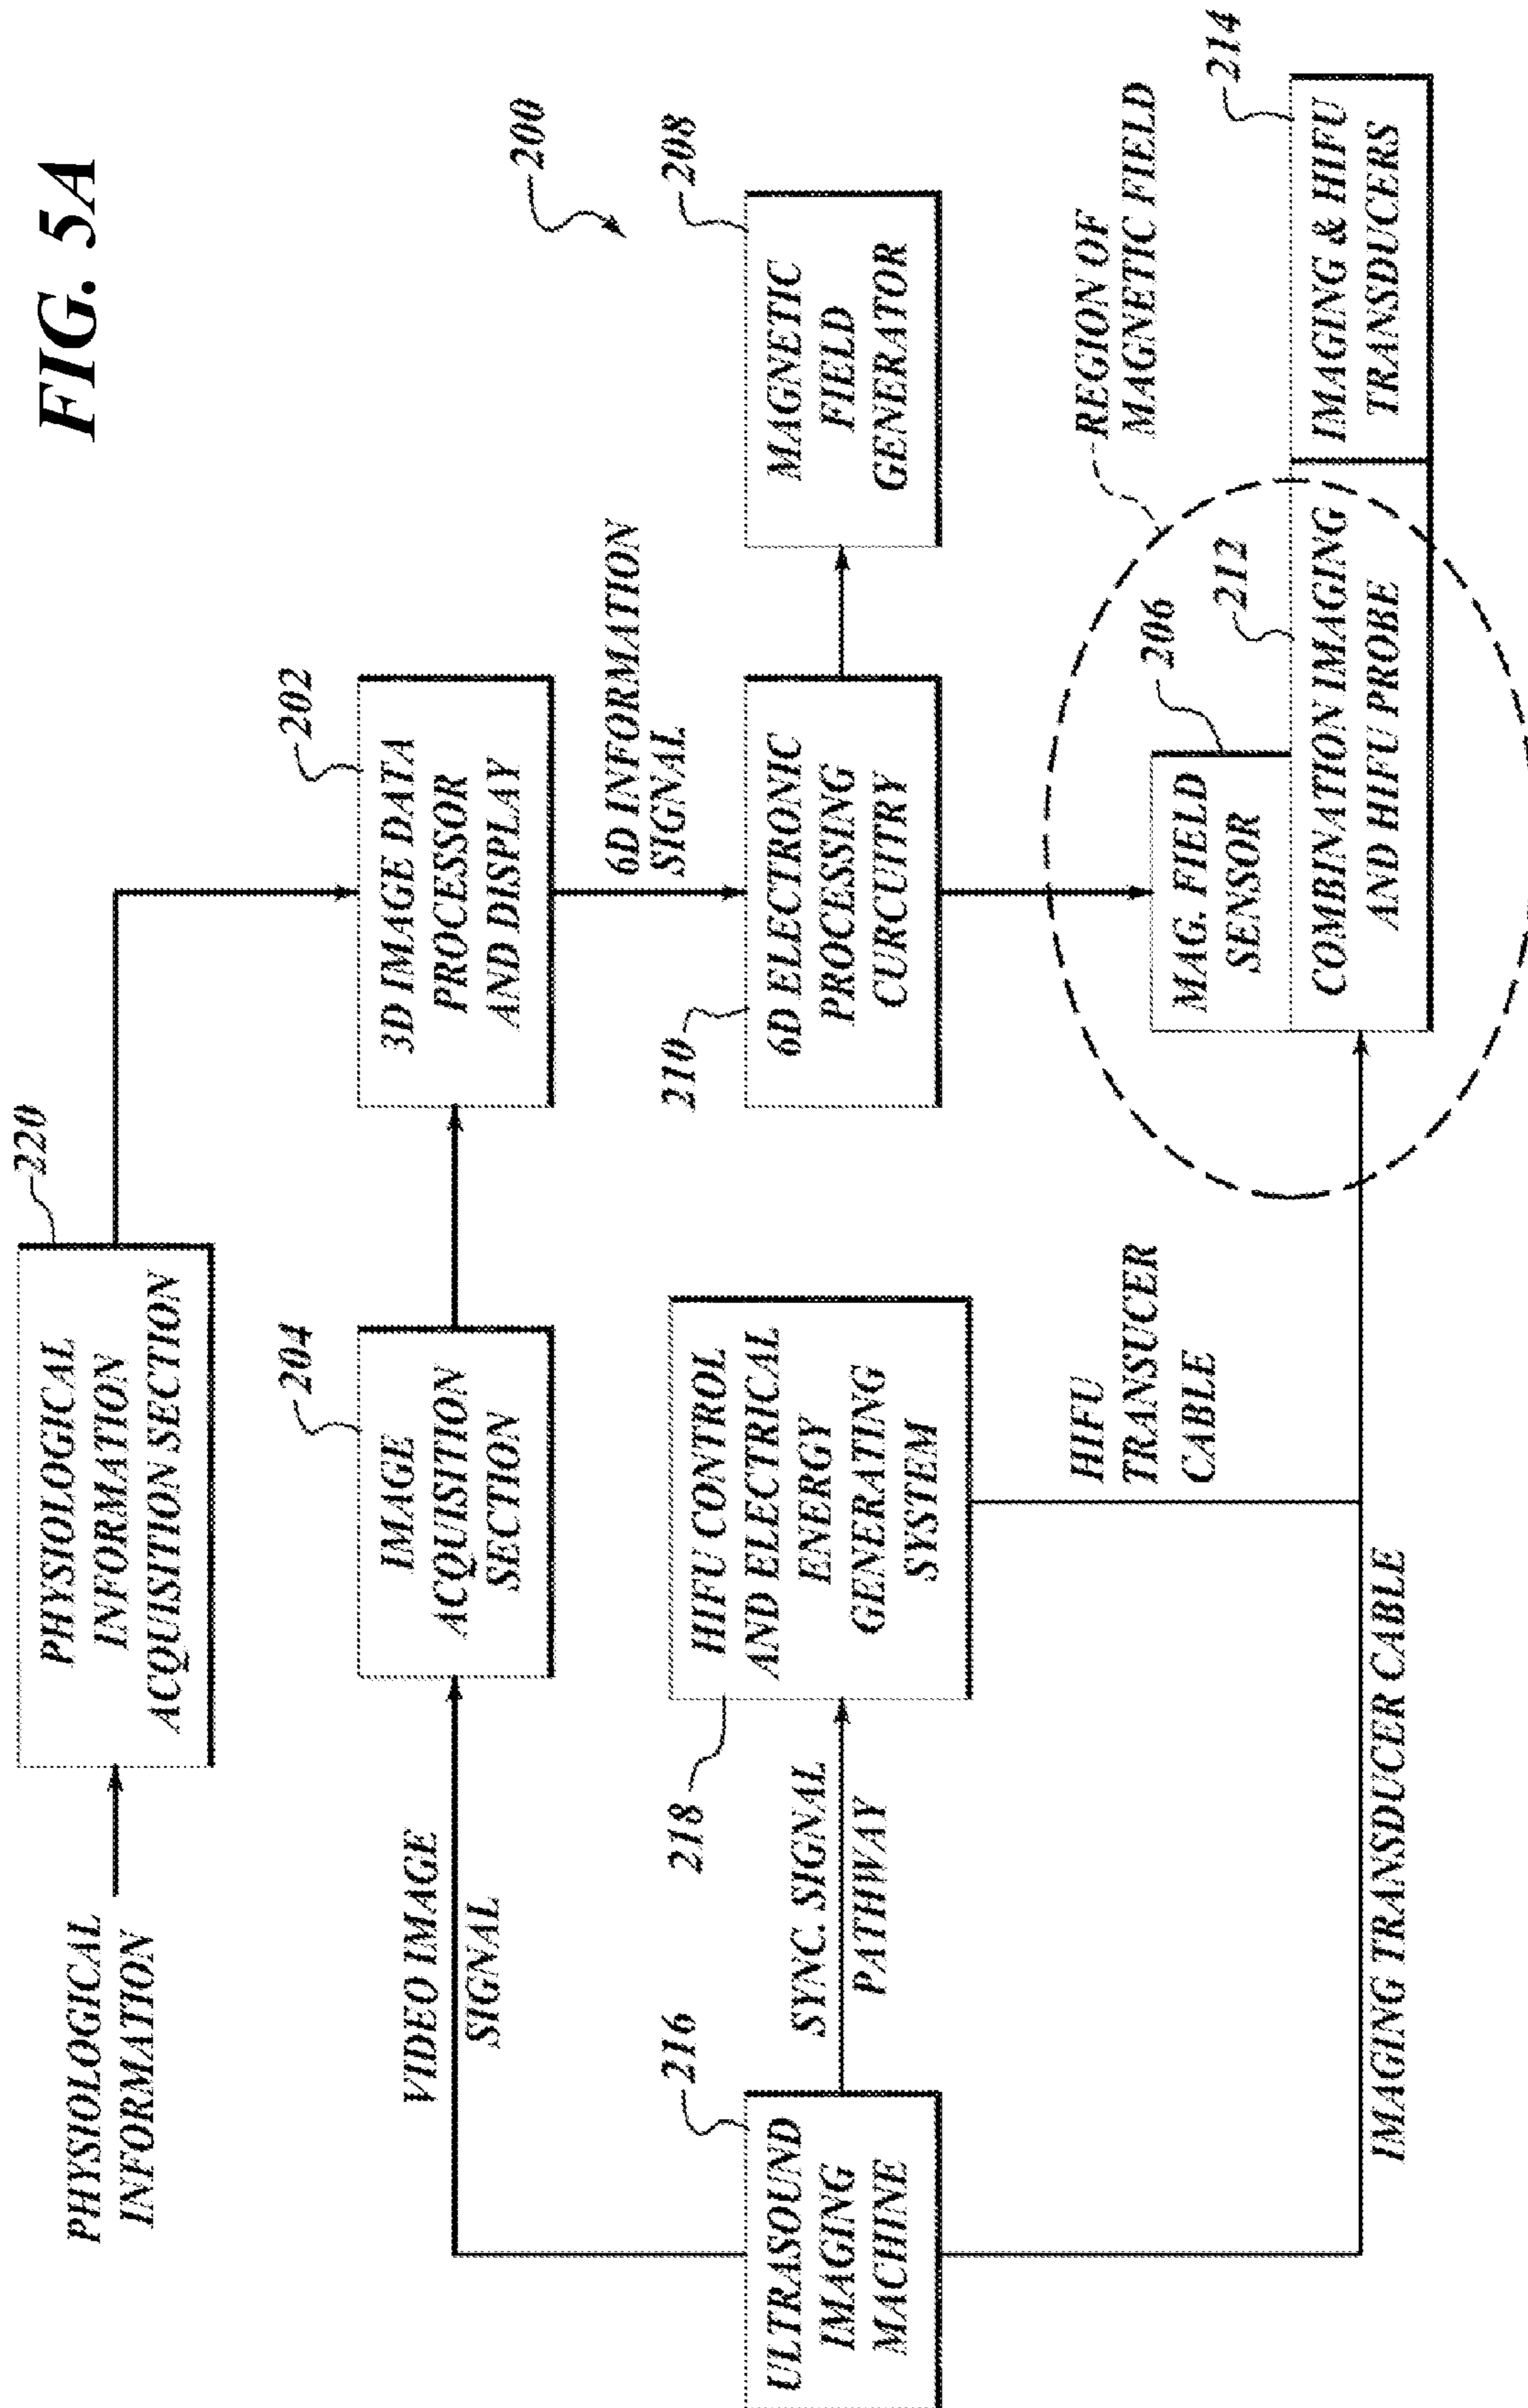 FIG. 5A
PHYSIOLOGICAL
INFORMATION
PHYSIOLOGICAL
INFORMATION
ACQUISITION SECTION
220
VIDEO IMAGE
SIGNAL
IMAGE
ACQUISITION
SECTION
204
3D IMAGE DATA
PROCESSOR
AND DISPLAY
202
200
6D INFORMATION
SIGNAL
ULTRASOUND
IMAGING
MACHINE
216
SYNC. SIGNAL
PATHWAY
HIFU CONTROL
AND ELECTRICAL
ENERGY
GENERATING
SYSTEM
218
6D ELECTRONIC
PROCESSING
CURCUITRY
210
MAGNETIC
FIELD
GENERATOR
208
HIFU
TRANSUCER
CABLE
REGION OF
MAGNETIC FIELD
MAG. FIELD
SENSOR
206
212
COMBINATION IMAGING
AND HIFU PROBE
IMAGING & HIFU
TRANSDUCERS
214
IMAGING TRANSDUCER CABLE